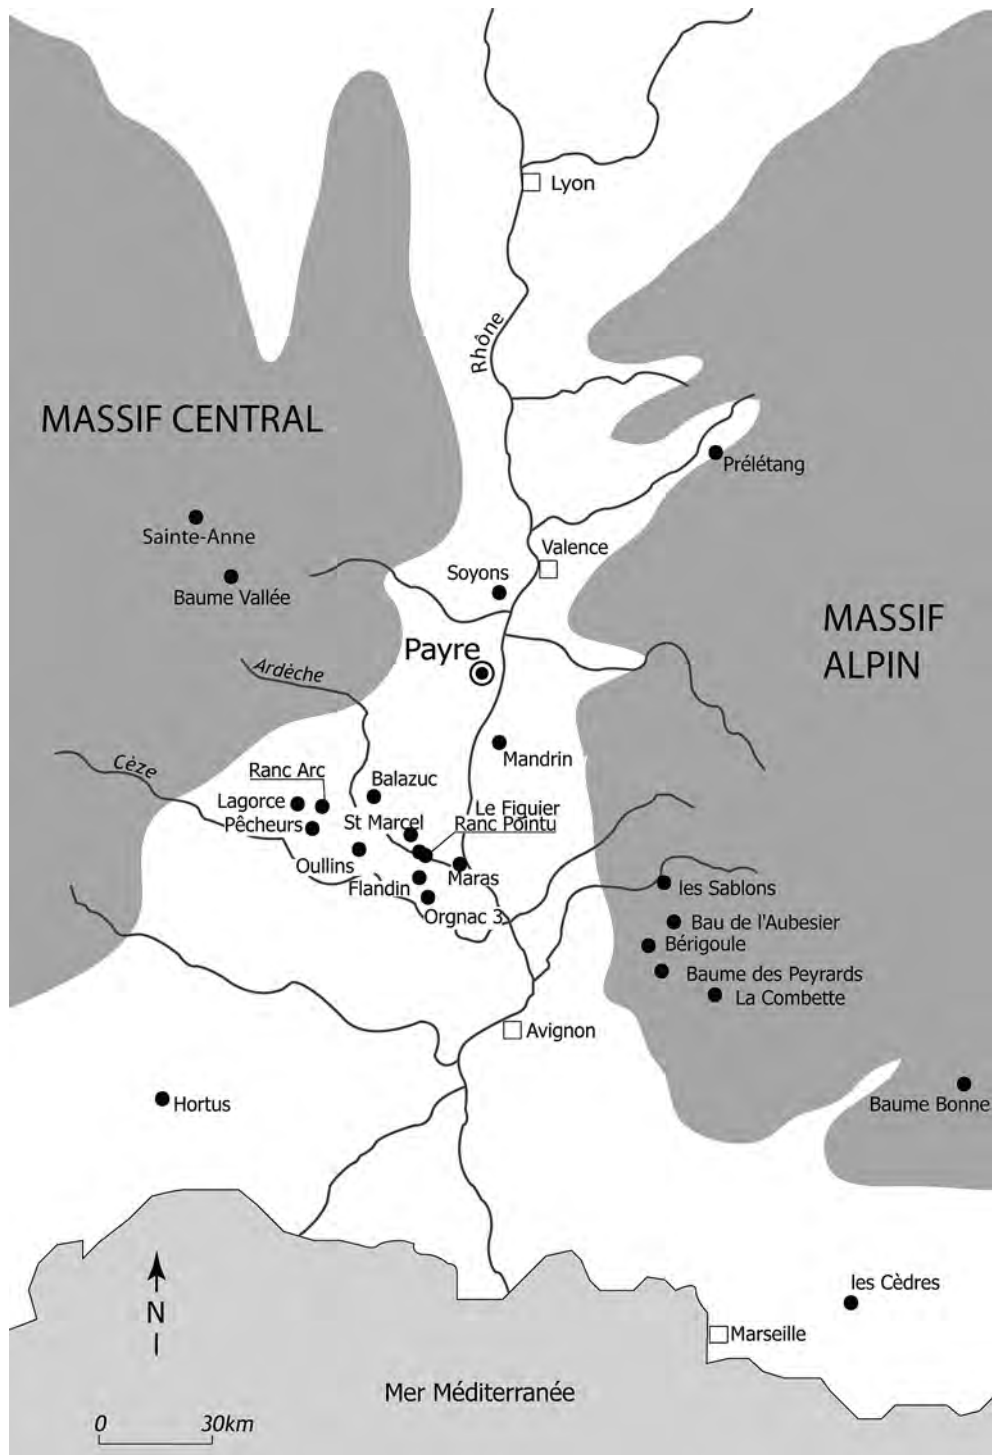 Lyon
Rhône
MASSIF CENTRAL
Prélétang
Sainte-Anne
Valence
Soyons
Baume Vallée
MASSIF
ALPIN
Payre
Ardèche
Mandrin
Cèze
Ranc Arc
Balazuc
Lagorce
Le Figuier
Pêcheurs
St Marcel
Ranc Pointu
Oullins
Maras
Flandin
les Sablons
Orgnac 3
Bau de l'Aubesier
Bérigoule
Baume des Peyrards
La Combette
Avignon
Hortus
Baume Bonne
les Cèdres
N
Marseille
Mer Méditerranée
0 30km